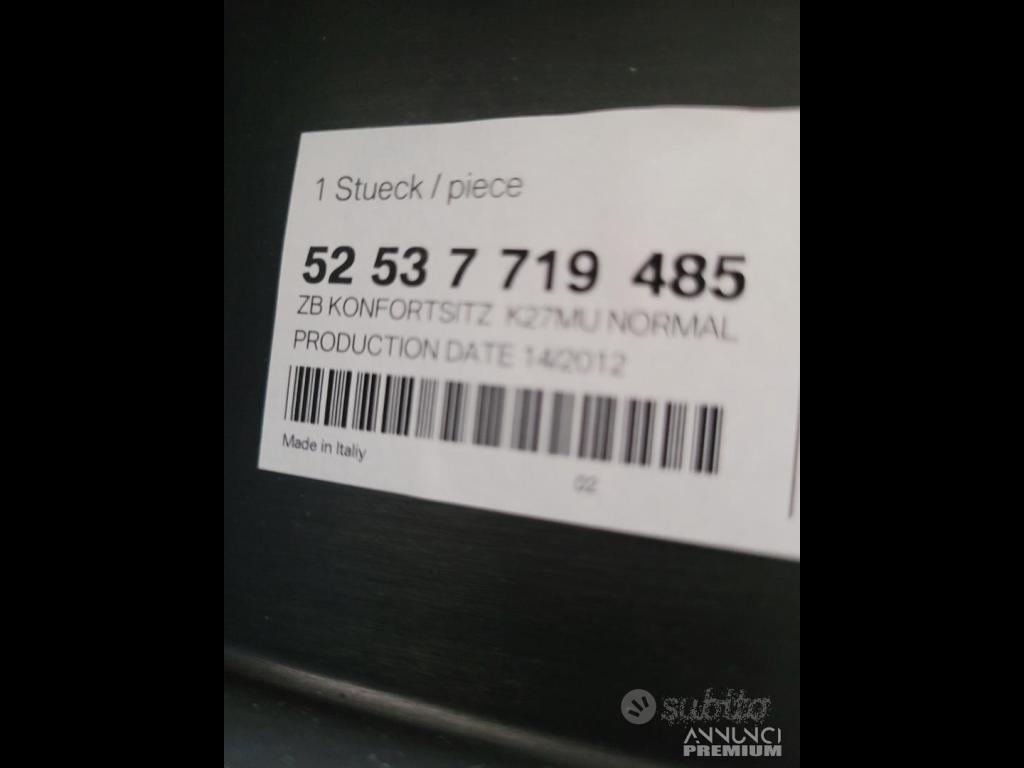 1 Stueck / piece
52 53 7 719 485
ZB KONFORTSITZ K27MU NORMAL
PRODUCTION DATE 14/2012
Made in Italiy
02
subito
ANNUNCI
PREMIUM